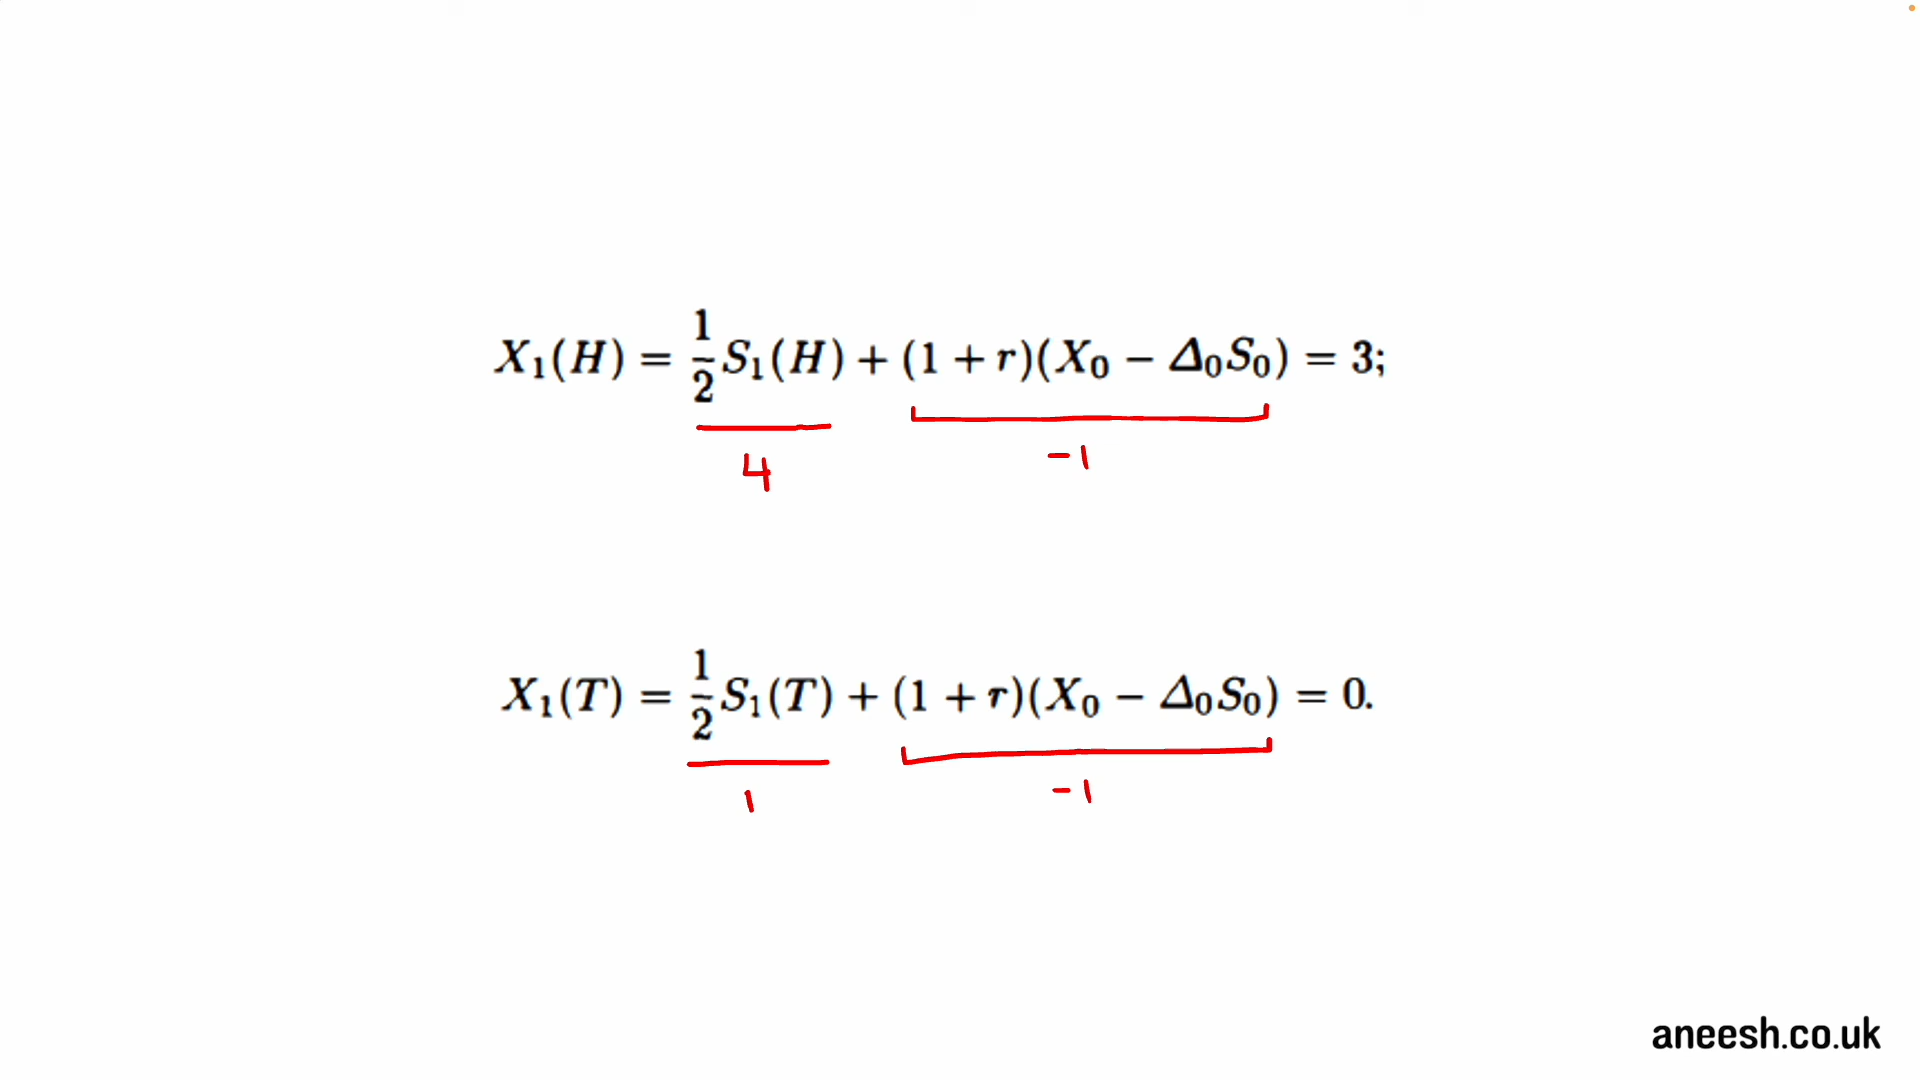 X₁(H) = ½S₁(H) + (1 + r)(X₀ − Δ₀S₀) = 3;
4 −1
X₁(T) = ½S₁(T) + (1 + r)(X₀ − Δ₀S₀) = 0.
1 −1
aneesh.co.uk